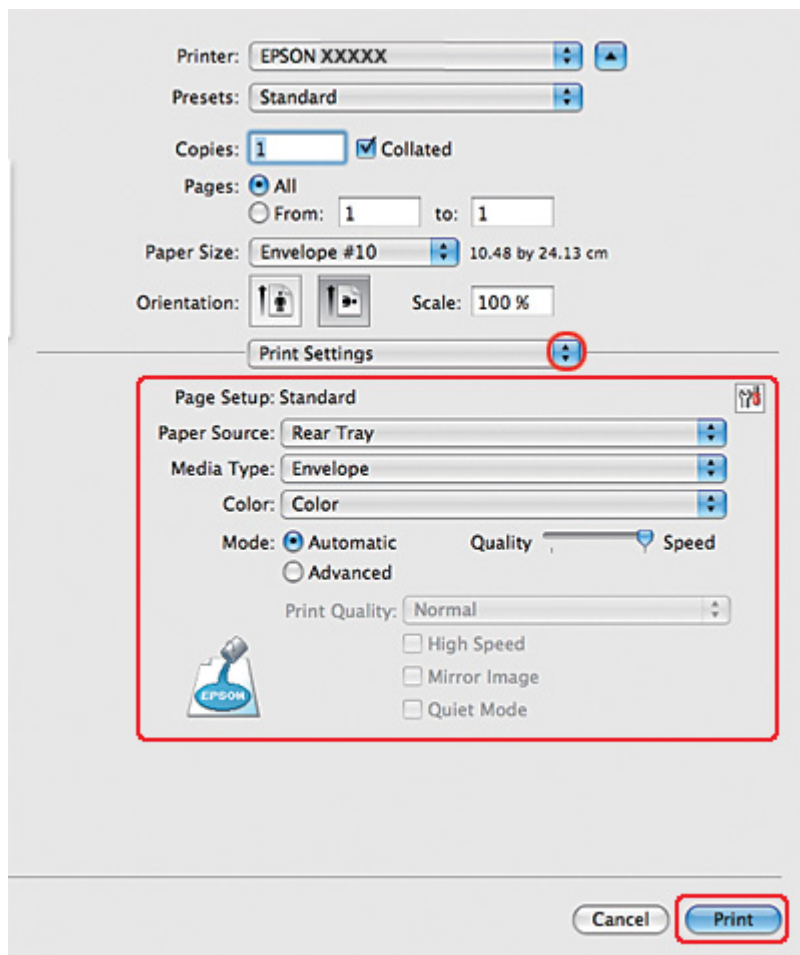 Printer: EPSON XXXXX
Presets: Standard
Copies: 1 Collated
Pages: All
From: 1 to: 1
Paper Size: Envelope #10 10.48 by 24.13 cm
Orientation: Scale: 100 %
Print Settings
Page Setup: Standard
Paper Source: Rear Tray
Media Type: Envelope
Color: Color
Mode: Automatic Quality Speed
Advanced
Print Quality: Normal
High Speed
Mirror Image
Quiet Mode
EPSON
Cancel Print